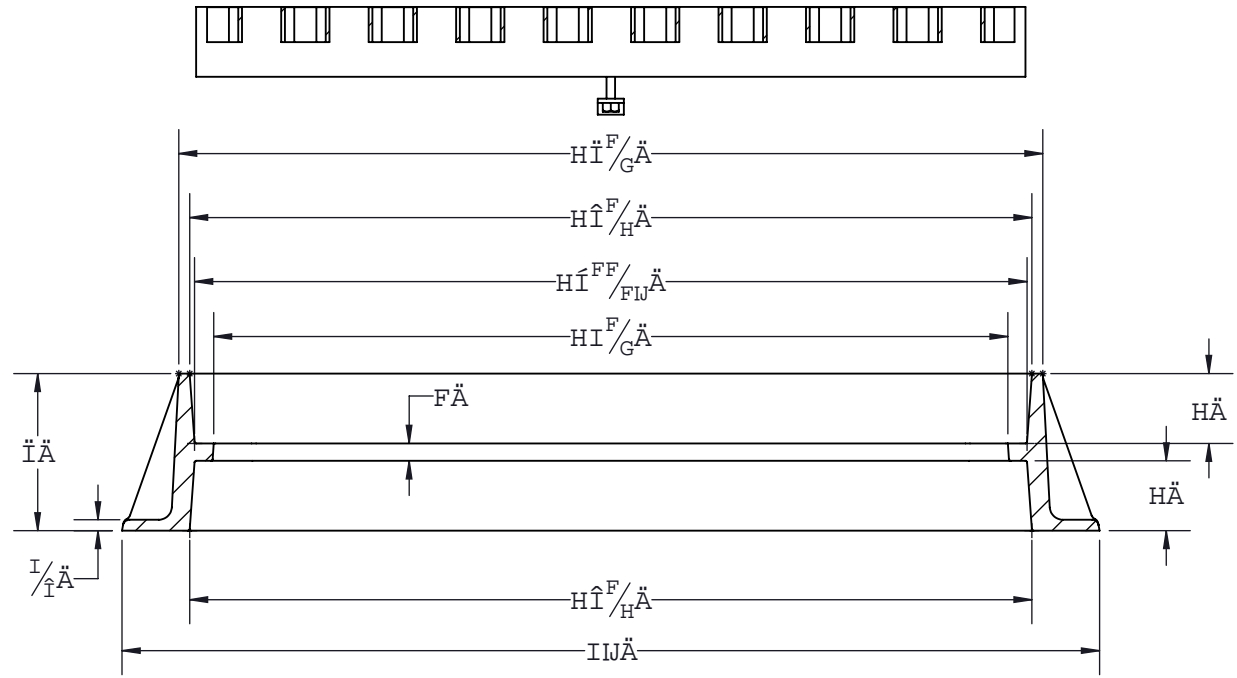 HÏF/GÄ
HÎF/HÄ
HÍFF/FIJÄ
HIF/GÄ
FÄ
HÄ
ÏÄ
HÄ
I/ÎÄ
HÎF/HÄ
IIJÄ